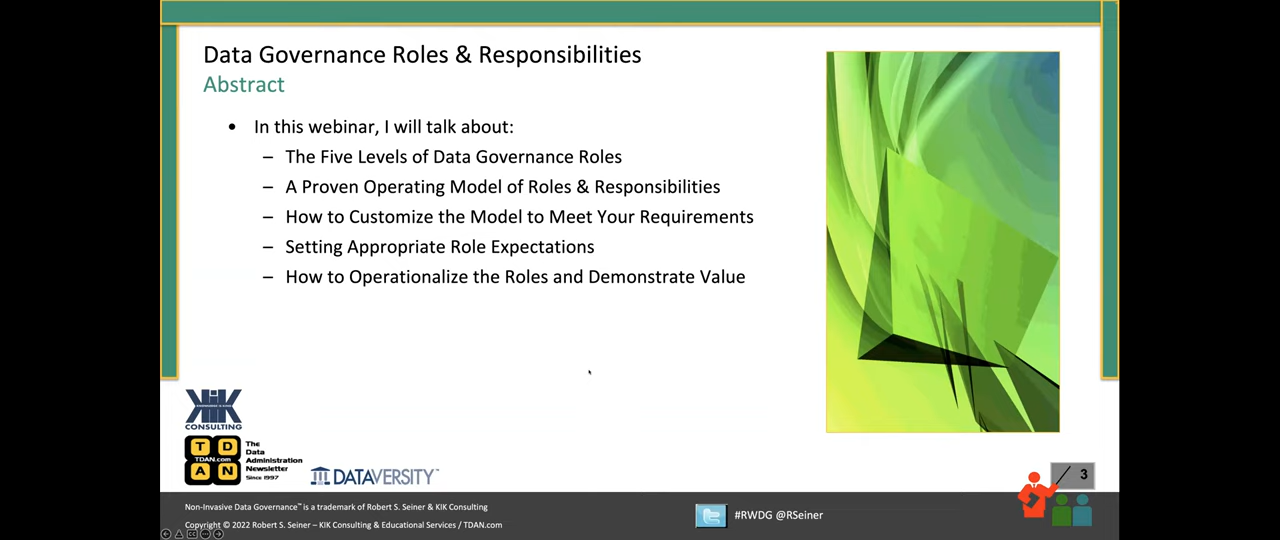 Data Governance Roles & Responsibilities
Abstract
• In this webinar, I will talk about:
– The Five Levels of Data Governance Roles
– A Proven Operating Model of Roles & Responsibilities
– How to Customize the Model to Meet Your Requirements
– Setting Appropriate Role Expectations
– How to Operationalize the Roles and Demonstrate Value
KIK
CONSULTING
T D
TDAN.com
A N
The
Data
Administration
Newsletter
Since 1997
DATAVERSITY™
3
Non-Invasive Data Governance™ is a trademark of Robert S. Seiner & KIK Consulting
Copyright © 2022 Robert S. Seiner – KIK Consulting & Educational Services / TDAN.com
#RWDG @RSeiner